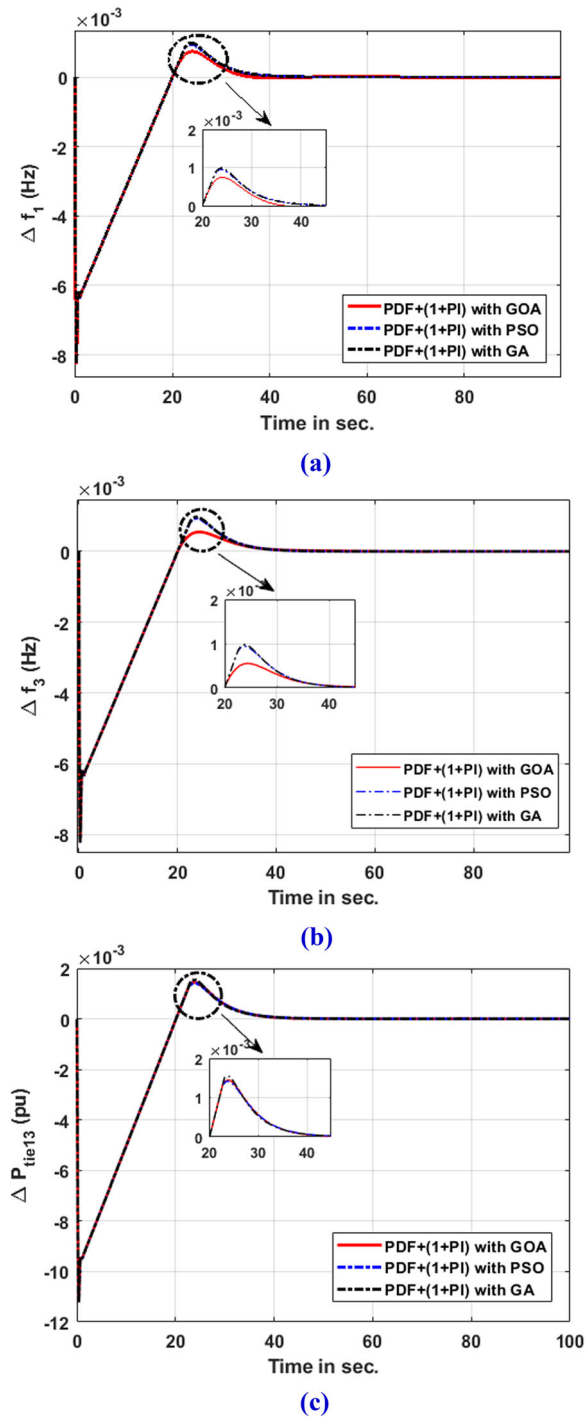 ×10⁻³
0
-2
-4
-6
-8
Δ f₁ (Hz)
×10⁻³
2
1
0
20 30 40
PDF+(1+PI) with GOA
PDF+(1+PI) with PSO
PDF+(1+PI) with GA
0 20 40 60 80
Time in sec.
(a)
×10⁻³
0
-2
-4
-6
-8
Δ f₃ (Hz)
2 ×10⁻
1
0
20 30 40
PDF+(1+PI) with GOA
PDF+(1+PI) with PSO
PDF+(1+PI) with GA
0 20 40 60 80
Time in sec.
(b)
×10⁻³
2
0
-2
-4
-6
-8
-10
-12
Δ Pₜᵢₑ₁₃ (pu)
2 ×10⁻³
1
0
20 30 40
PDF+(1+PI) with GOA
PDF+(1+PI) with PSO
PDF+(1+PI) with GA
0 20 40 60 80 100
Time in sec.
(c)